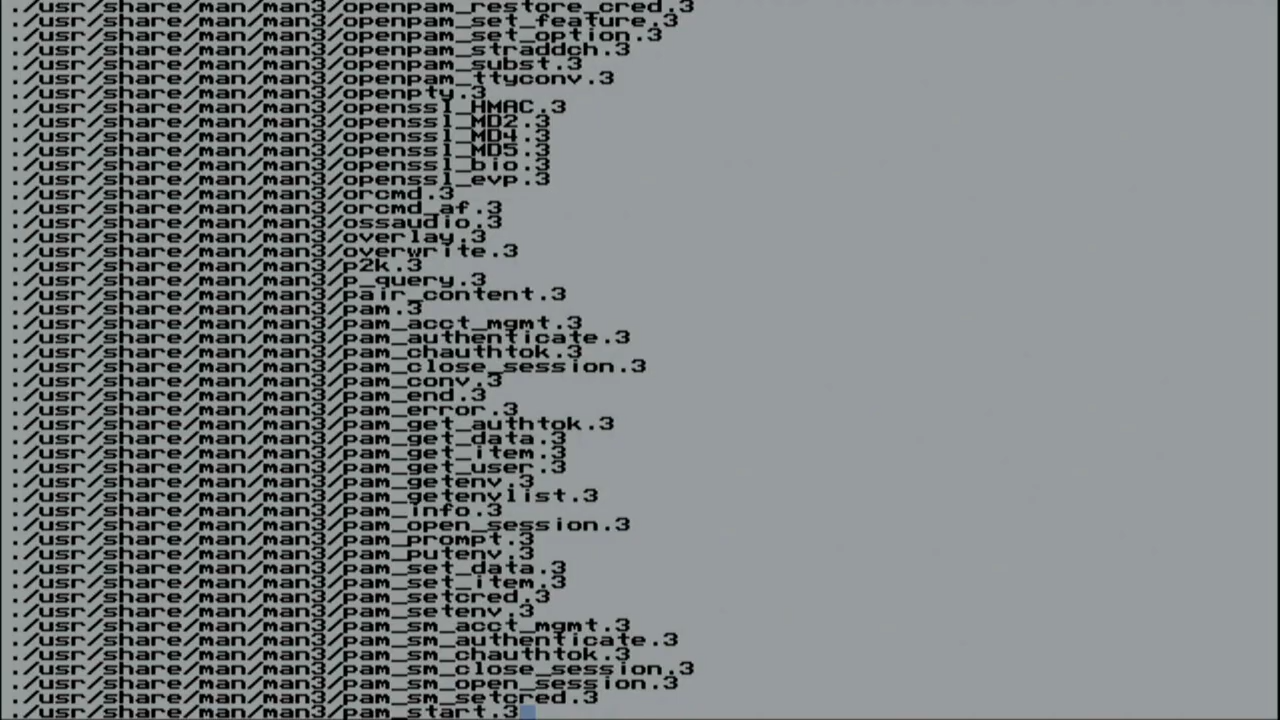 ./usr/share/man/man3/openpam_restore_cred.3
./usr/share/man/man3/openpam_set_feature.3
./usr/share/man/man3/openpam_set_option.3
./usr/share/man/man3/openpam_straddch.3
./usr/share/man/man3/openpam_subst.3
./usr/share/man/man3/openpam_ttyconv.3
./usr/share/man/man3/openpty.3
./usr/share/man/man3/openssl_HMAC.3
./usr/share/man/man3/openssl_MD2.3
./usr/share/man/man3/openssl_MD4.3
./usr/share/man/man3/openssl_MD5.3
./usr/share/man/man3/openssl_bio.3
./usr/share/man/man3/openssl_evp.3
./usr/share/man/man3/orcmd.3
./usr/share/man/man3/orcmd_af.3
./usr/share/man/man3/ossaudio.3
./usr/share/man/man3/overlay.3
./usr/share/man/man3/overwrite.3
./usr/share/man/man3/p2k.3
./usr/share/man/man3/p_query.3
./usr/share/man/man3/pair_content.3
./usr/share/man/man3/pam.3
./usr/share/man/man3/pam_acct_mgmt.3
./usr/share/man/man3/pam_authenticate.3
./usr/share/man/man3/pam_chauthtok.3
./usr/share/man/man3/pam_close_session.3
./usr/share/man/man3/pam_conv.3
./usr/share/man/man3/pam_end.3
./usr/share/man/man3/pam_error.3
./usr/share/man/man3/pam_get_authtok.3
./usr/share/man/man3/pam_get_data.3
./usr/share/man/man3/pam_get_item.3
./usr/share/man/man3/pam_get_user.3
./usr/share/man/man3/pam_getenv.3
./usr/share/man/man3/pam_getenvlist.3
./usr/share/man/man3/pam_info.3
./usr/share/man/man3/pam_open_session.3
./usr/share/man/man3/pam_prompt.3
./usr/share/man/man3/pam_putenv.3
./usr/share/man/man3/pam_set_data.3
./usr/share/man/man3/pam_set_item.3
./usr/share/man/man3/pam_setcred.3
./usr/share/man/man3/pam_setenv.3
./usr/share/man/man3/pam_sm_acct_mgmt.3
./usr/share/man/man3/pam_sm_authenticate.3
./usr/share/man/man3/pam_sm_chauthtok.3
./usr/share/man/man3/pam_sm_close_session.3
./usr/share/man/man3/pam_sm_open_session.3
./usr/share/man/man3/pam_sm_setcred.3
./usr/share/man/man3/pam_start.3